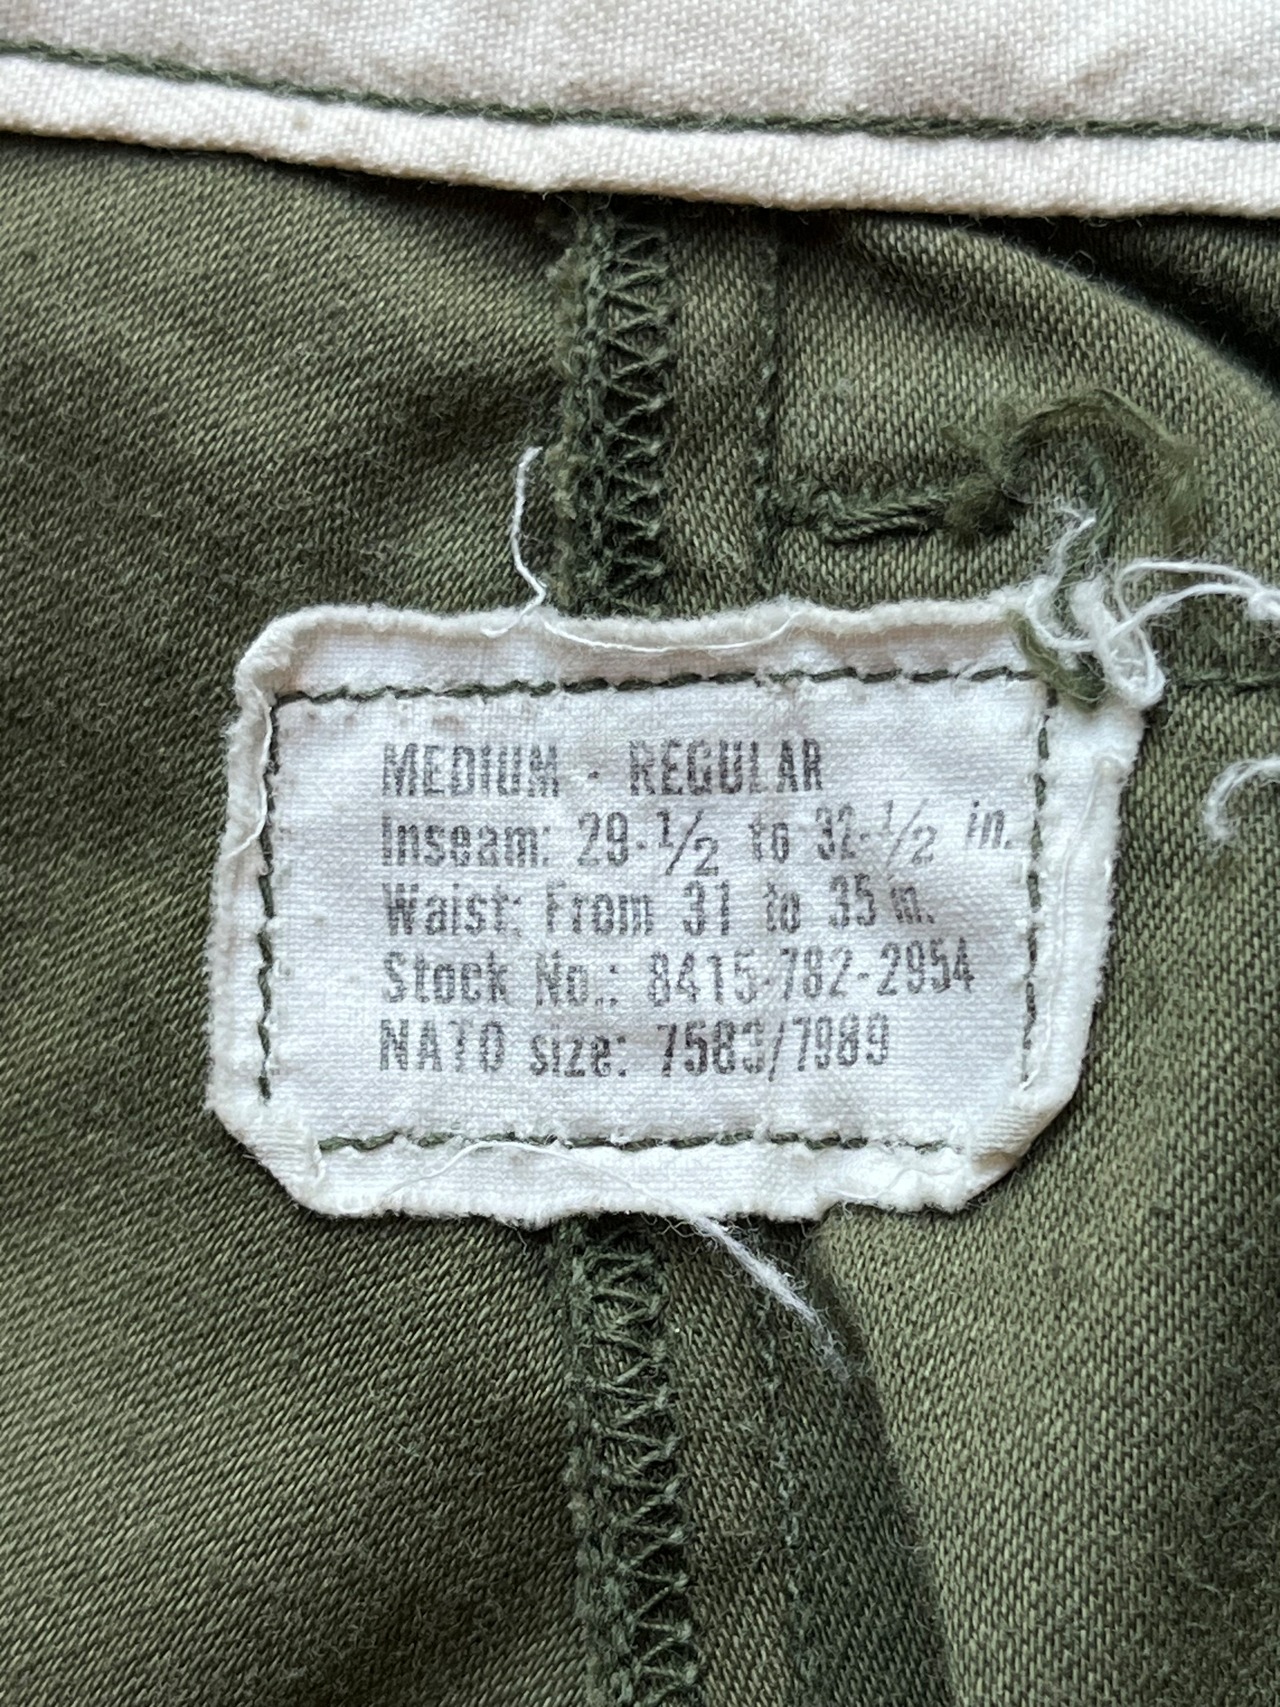 MEDIUM - REGULAR
Inseam: 29-1/2 to 32-1/2 in.
Waist: From 31 to 35 in.
Stock No.: 8415-782-2954
NATO size: 7583/7989